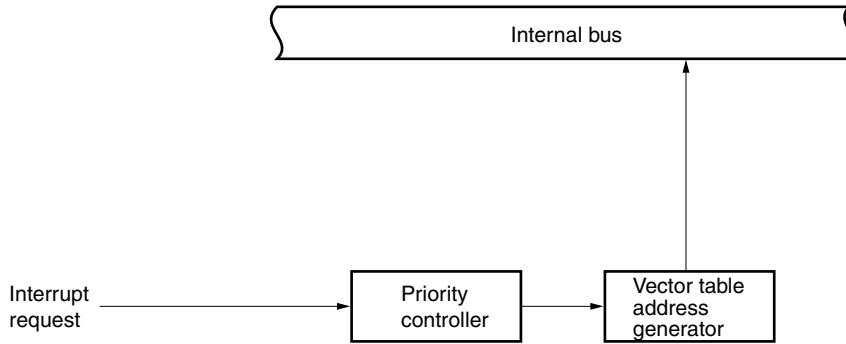 Internal bus
Interrupt
request
Priority
controller
Vector table
address
generator